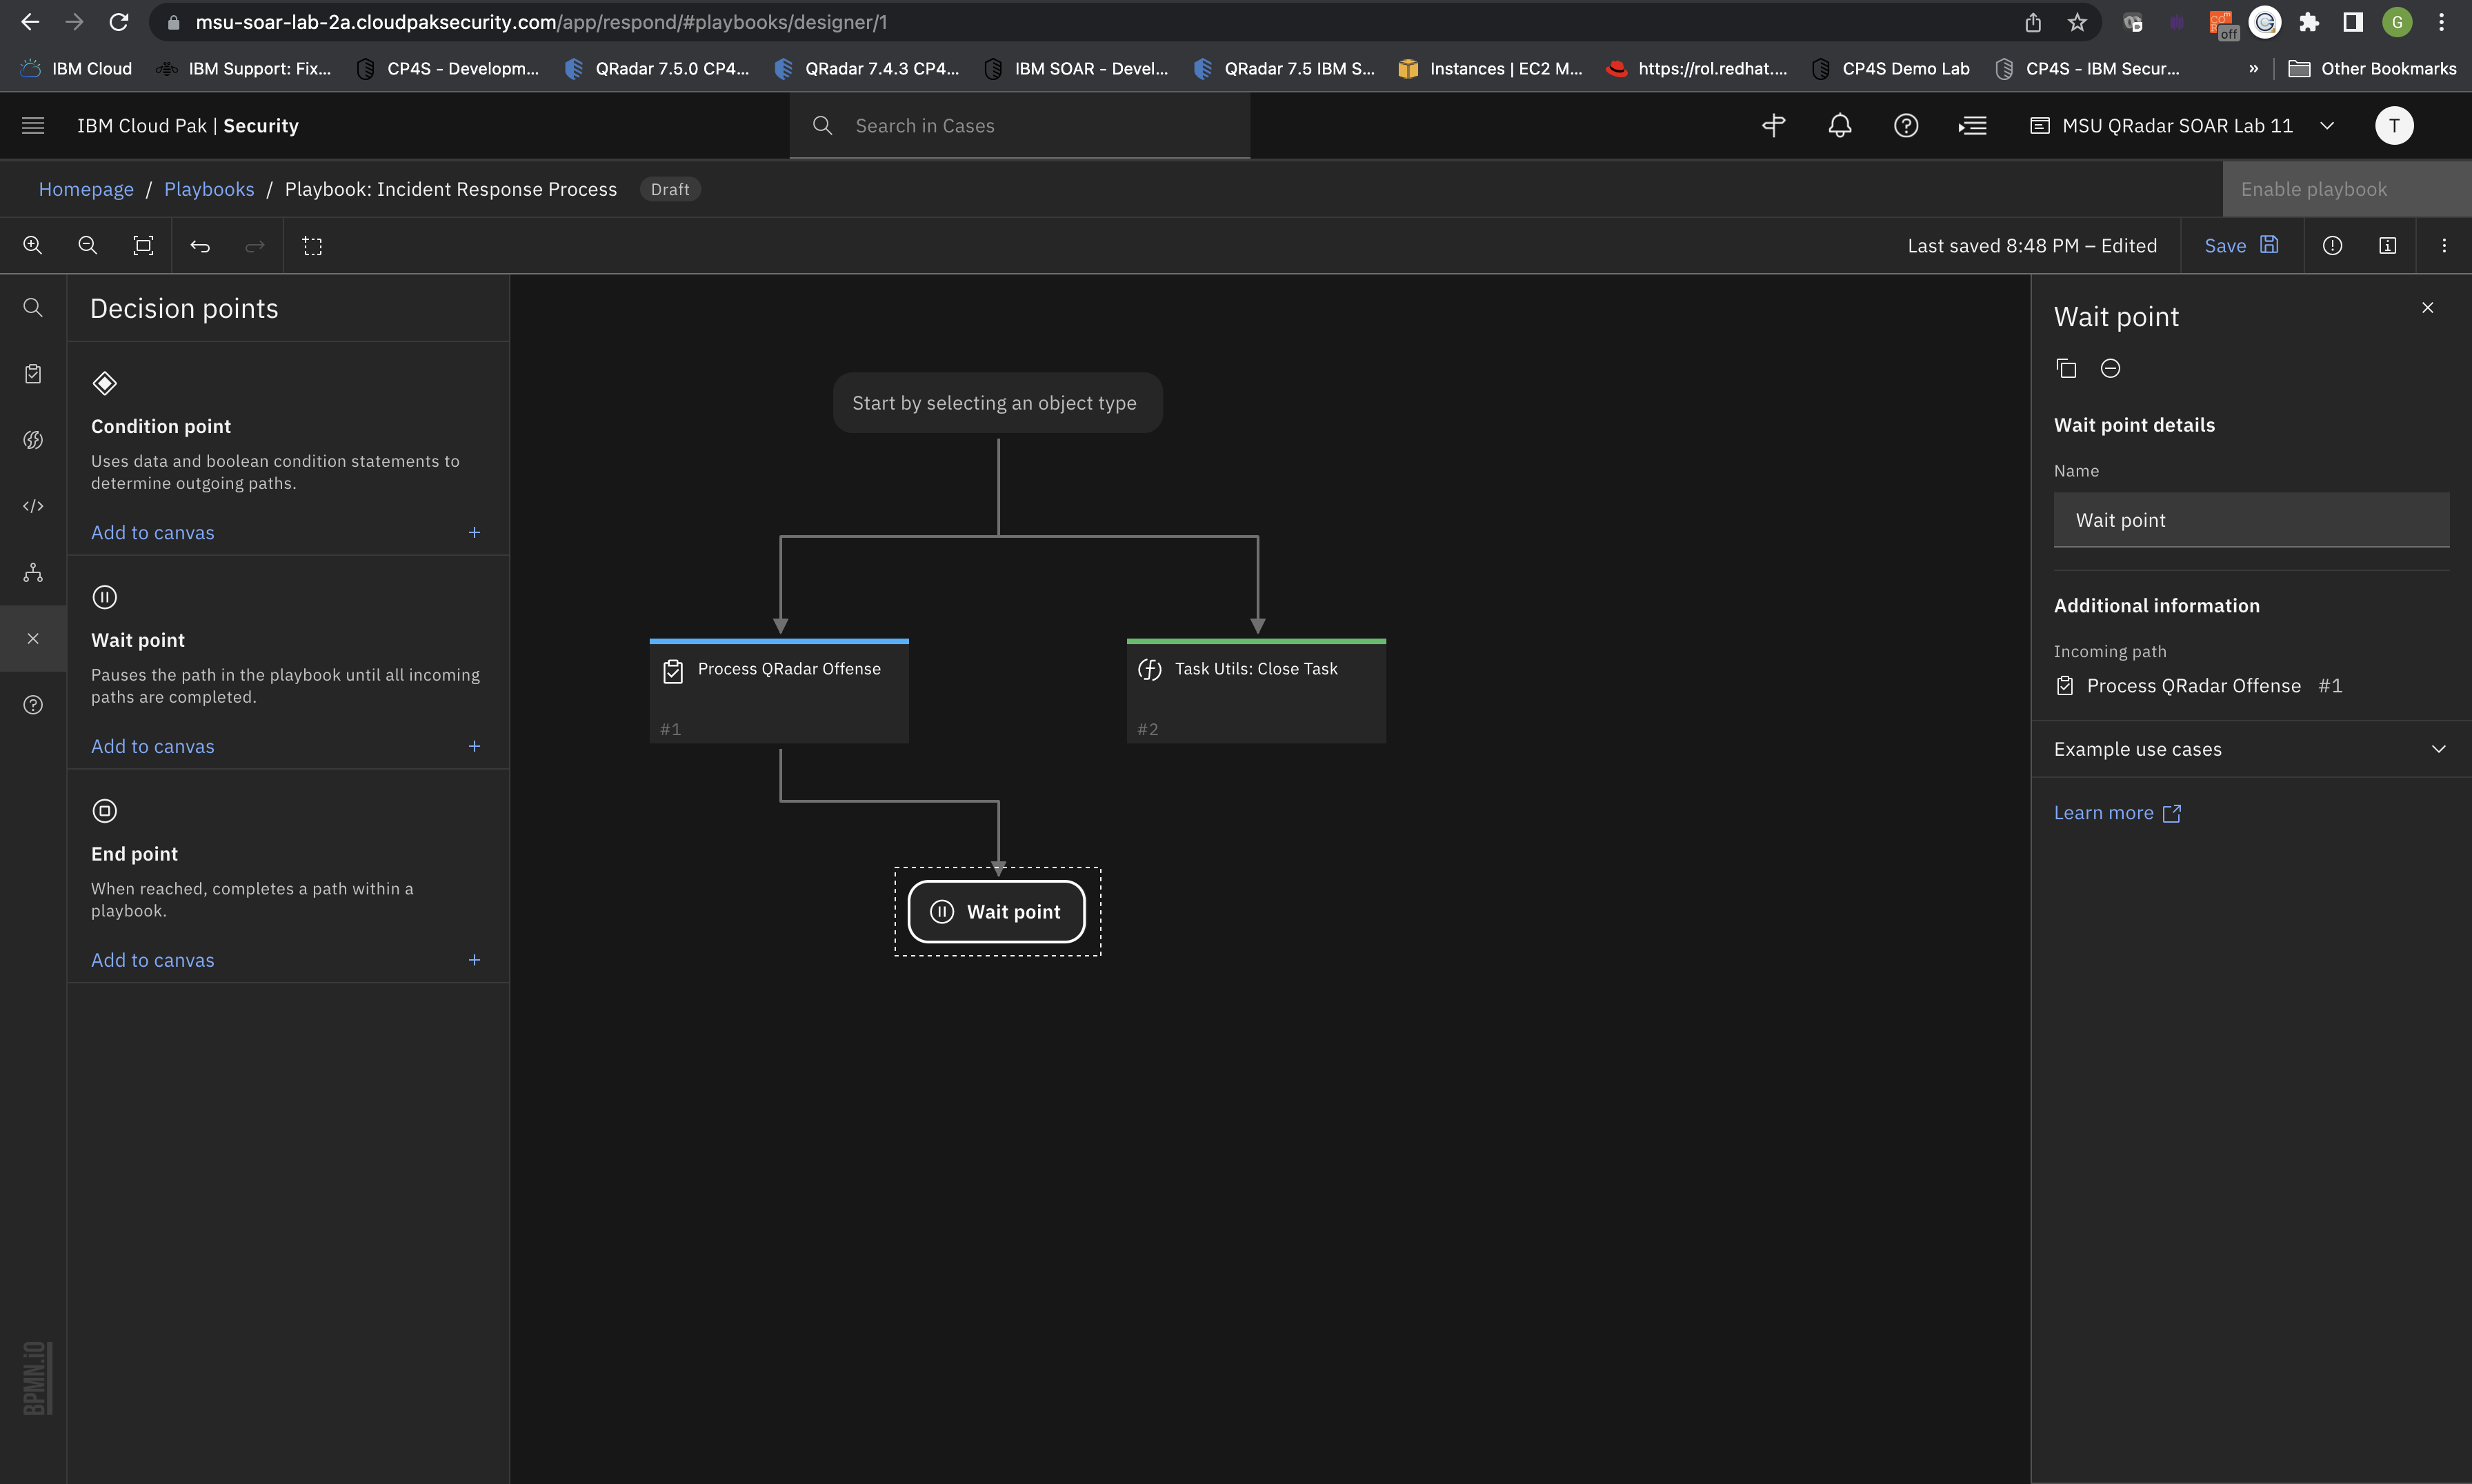 msu-soar-lab-2a.cloudpaksecurity.com/app/respond/#playbooks/designer/1
off
G
IBM Cloud
IBM Support: Fix...
CP4S - Developm...
QRadar 7.5.0 CP4...
QRadar 7.4.3 CP4...
IBM SOAR - Devel...
QRadar 7.5 IBM S...
Instances | EC2 M...
https://rol.redhat....
CP4S Demo Lab
CP4S - IBM Secur...
»
Other Bookmarks
IBM Cloud Pak | Security
Search in Cases
MSU QRadar SOAR Lab 11
T
Homepage / Playbooks / Playbook: Incident Response Process
Draft
Enable playbook
Last saved 8:48 PM – Edited
Save
Decision points
Condition point
Uses data and boolean condition statements to
determine outgoing paths.
Add to canvas +
Wait point
Pauses the path in the playbook until all incoming
paths are completed.
Add to canvas +
End point
When reached, completes a path within a
playbook.
Add to canvas +
BPMN.iO
Start by selecting an object type
Process QRadar Offense
#1
Task Utils: Close Task
#2
Wait point
Wait point
Wait point details
Name
Wait point
Additional information
Incoming path
Process QRadar Offense #1
Example use cases
Learn more